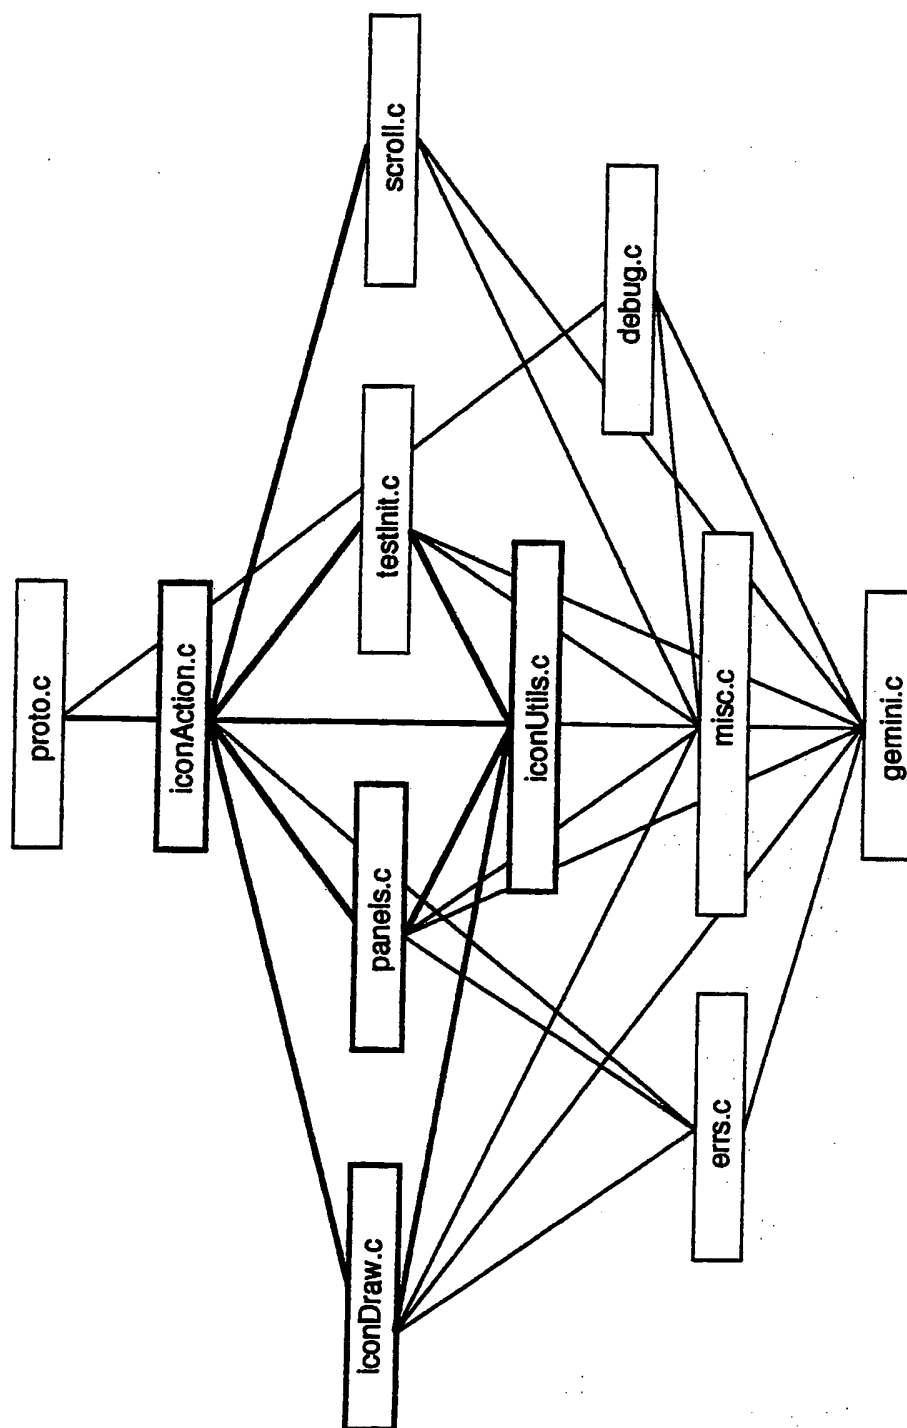 proto.c
iconAction.c
iconDraw.c
panels.c
testInit.c
scroll.c
iconUtils.c
debug.c
errs.c
misc.c
gemini.c